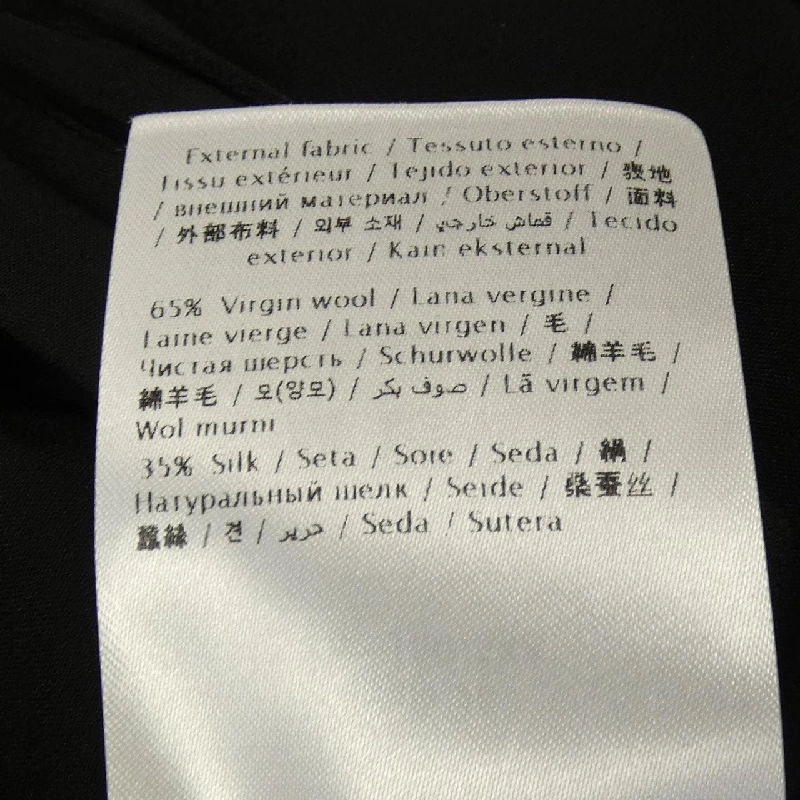 External fabric / Tessuto esterno /
Tissu extérieur / Tejido exterior / 表地
/ внешний материал / Oberstoff / 面料
/ 外部布料 / 외부 소재 / قماش خارجي / Tecido
exterior / Kain eksternal
65% Virgin wool / Lana vergine /
Laine vierge / Lana virgen / 毛 /
Чистая шерсть / Schurwolle / 綿羊毛 /
綿羊毛 / 모(양모) / صوف بكر / Lã virgem /
Wol murni
35% Silk / Seta / Soie / Seda / 絹 /
Натуральный шелк / Seide / 桑蚕丝 /
蠶絲 / 견 / حرير / Seda / Sutera